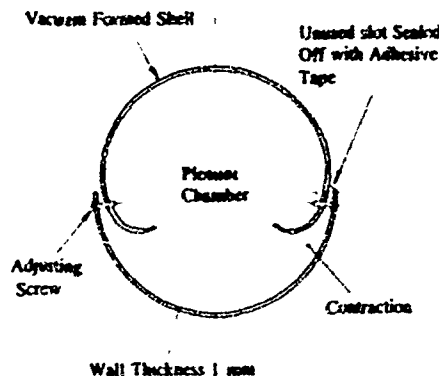 Vacuum Formed Shell
Unused slot Sealed
Off with Adhesive
Tape
Plenum
Chamber
Adjusting
Screw
Contraction
Wall Thickness 1 mm